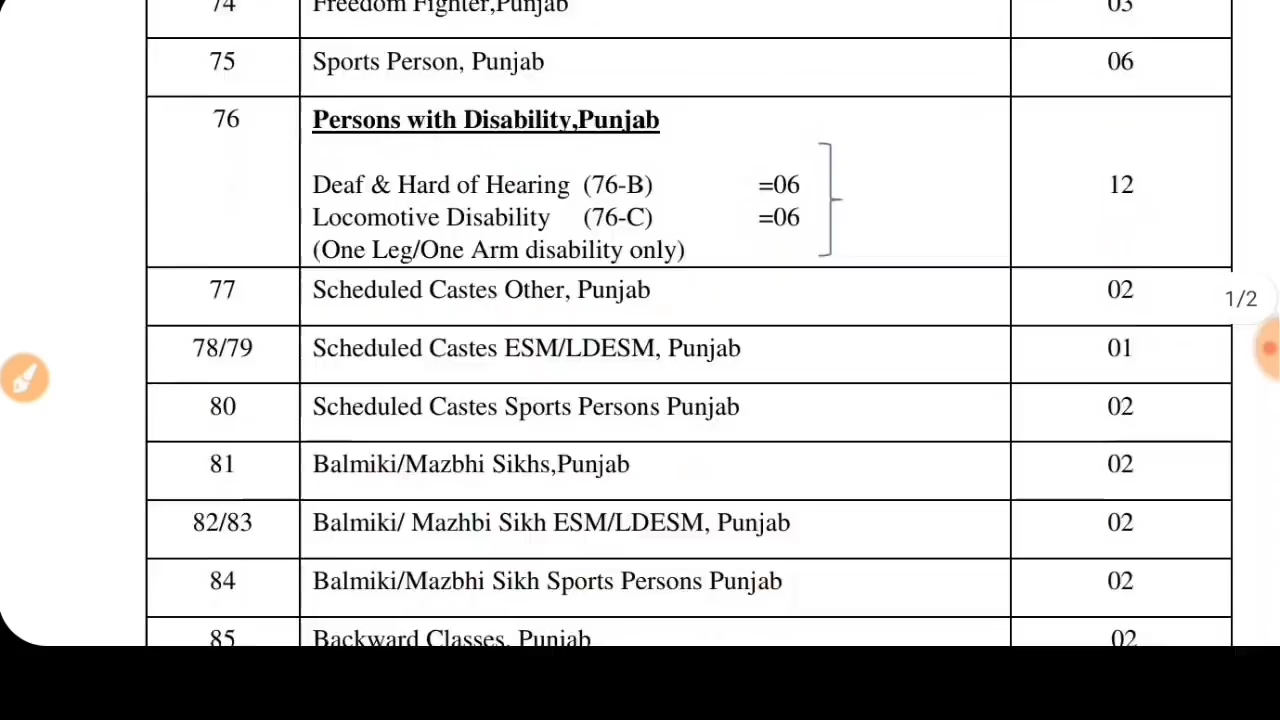 74 Freedom Fighter,Punjab 03
75 Sports Person, Punjab 06
76 Persons with Disability,Punjab
Deaf & Hard of Hearing (76-B) =06 12
Locomotive Disability (76-C) =06
(One Leg/One Arm disability only)
77 Scheduled Castes Other, Punjab 02
1/2
78/79 Scheduled Castes ESM/LDESM, Punjab 01
80 Scheduled Castes Sports Persons Punjab 02
81 Balmiki/Mazbhi Sikhs,Punjab 02
82/83 Balmiki/ Mazhbi Sikh ESM/LDESM, Punjab 02
84 Balmiki/Mazbhi Sikh Sports Persons Punjab 02
85 Backward Classes, Punjab 02